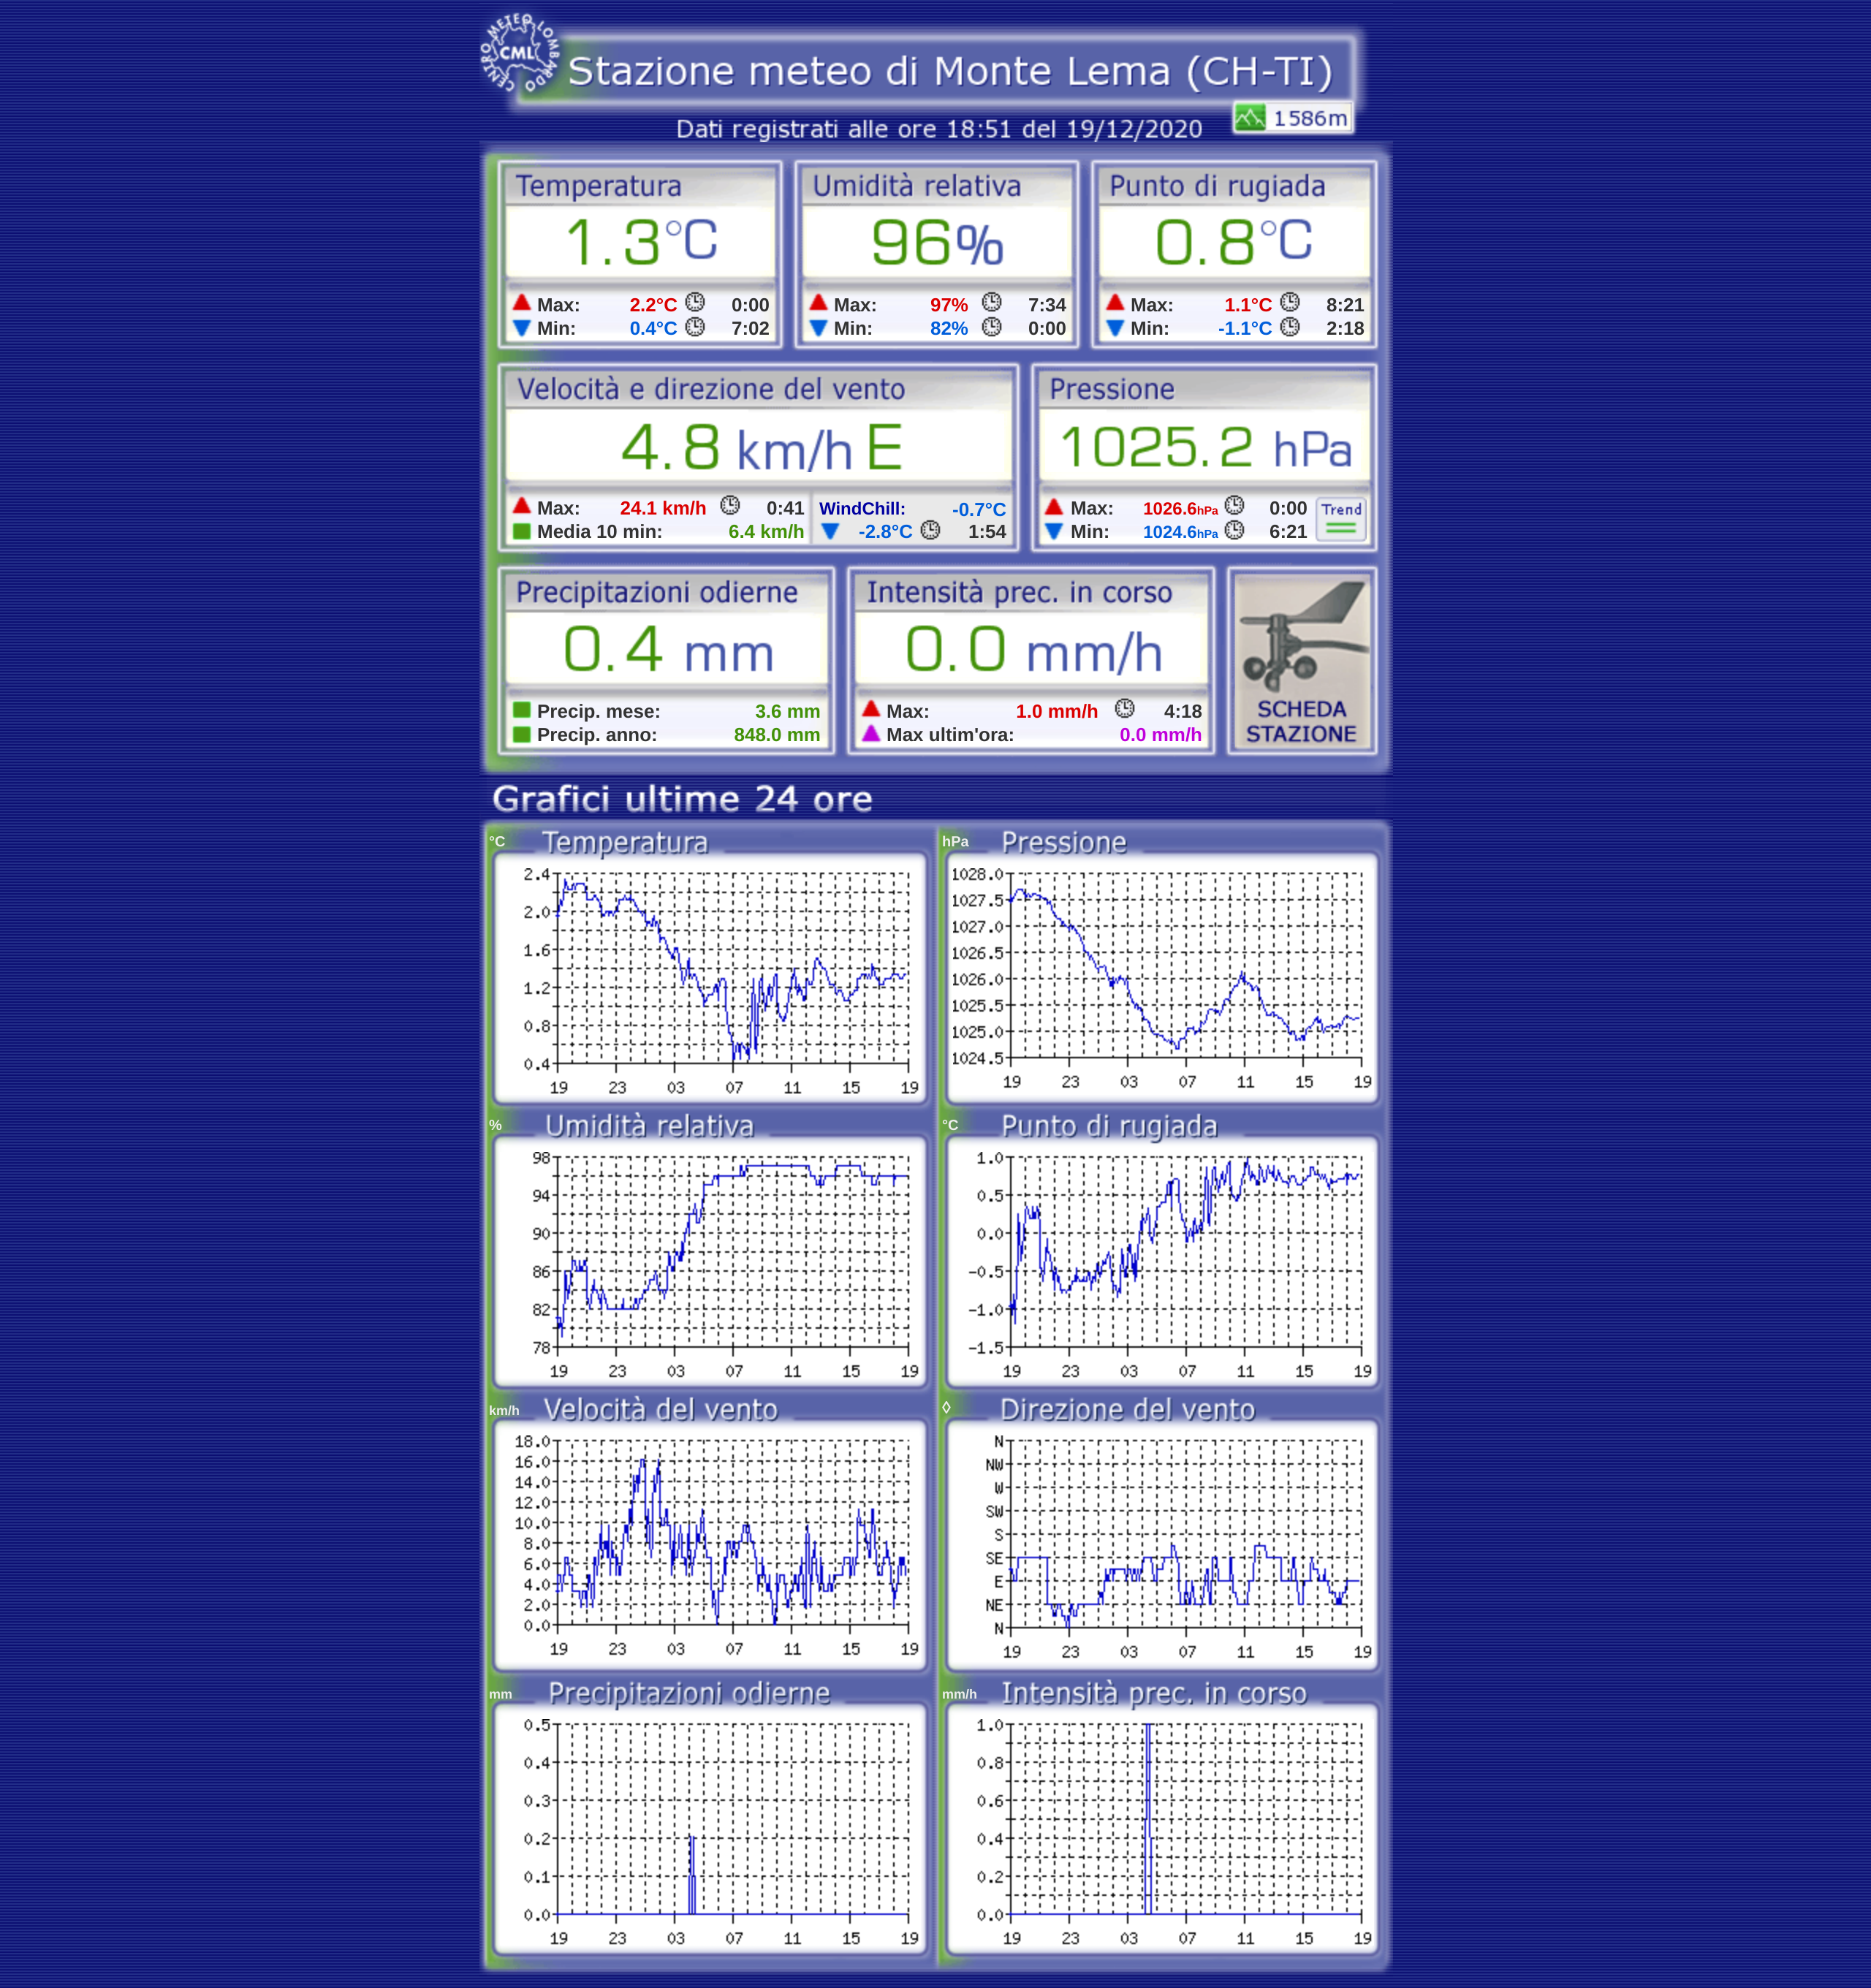 CENTRO METEO LOMBARDO
CML
Stazione meteo di Monte Lema (CH-TI)
1586m
Dati registrati alle ore 18:51 del 19/12/2020
Temperatura
1.3°C
Max: 2.2°C 0:00
Min: 0.4°C 7:02
Umidità relativa
96%
Max: 97% 7:34
Min: 82% 0:00
Punto di rugiada
0.8°C
Max: 1.1°C 8:21
Min: -1.1°C 2:18
Velocità e direzione del vento
4.8 km/h E
Max: 24.1 km/h 0:41
Media 10 min: 6.4 km/h
WindChill: -0.7°C
-2.8°C 1:54
Pressione
1025.2 hPa
Max: 1026.6hPa 0:00
Min: 1024.6hPa 6:21
Trend
Precipitazioni odierne
0.4 mm
Precip. mese: 3.6 mm
Precip. anno: 848.0 mm
Intensità prec. in corso
0.0 mm/h
Max: 1.0 mm/h 4:18
Max ultim'ora: 0.0 mm/h
SCHEDA
STAZIONE
Grafici ultime 24 ore
°C Temperatura
2.4
2.0
1.6
1.2
0.8
0.4
19 23 03 07 11 15 19
hPa Pressione
1028.0
1027.5
1027.0
1026.5
1026.0
1025.5
1025.0
1024.5
19 23 03 07 11 15 19
% Umidità relativa
98
94
90
86
82
78
19 23 03 07 11 15 19
°C Punto di rugiada
1.0
0.5
0.0
-0.5
-1.0
-1.5
19 23 03 07 11 15 19
km/h Velocità del vento
18.0
16.0
14.0
12.0
10.0
8.0
6.0
4.0
2.0
0.0
19 23 03 07 11 15 19
◊ Direzione del vento
N
NW
W
SW
S
SE
E
NE
N
19 23 03 07 11 15 19
mm Precipitazioni odierne
0.5
0.4
0.3
0.2
0.1
0.0
19 23 03 07 11 15 19
mm/h Intensità prec. in corso
1.0
0.8
0.6
0.4
0.2
0.0
19 23 03 07 11 15 19